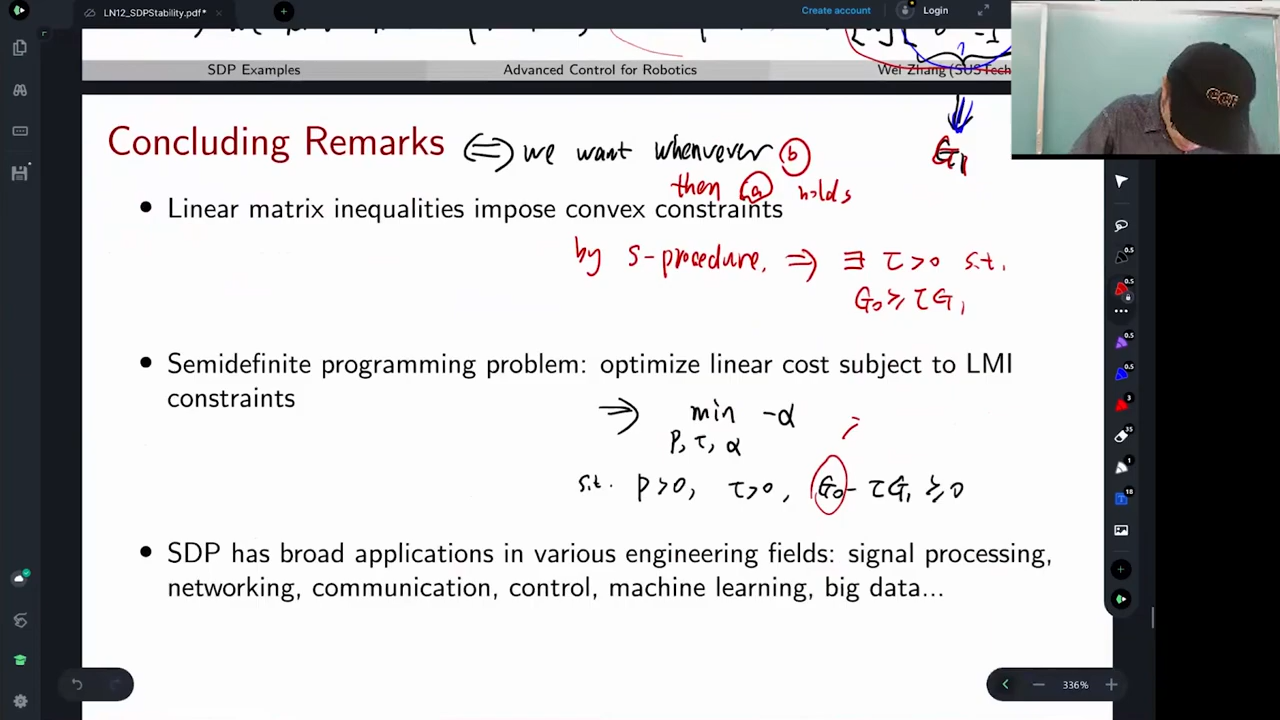 LN12_SDPStability.pdf*
Create account
Login
SDP Examples
Advanced Control for Robotics
Wei Zhang (SUSTech
Concluding Remarks
⟺ we want whenvever ⓑ
then ⓐ holds
G₁
• Linear matrix inequalities impose convex constraints
by S-procedure, ⇒ ∃ τ>0 s.t.
G₀ ≽ τG₁
• Semidefinite programming problem: optimize linear cost subject to LMI
constraints
⇒ min -α
P, τ, α
s.t. P>0, τ>0, G₀ - τG₁ ≽ 0
• SDP has broad applications in various engineering fields: signal processing,
networking, communication, control, machine learning, big data...
336%